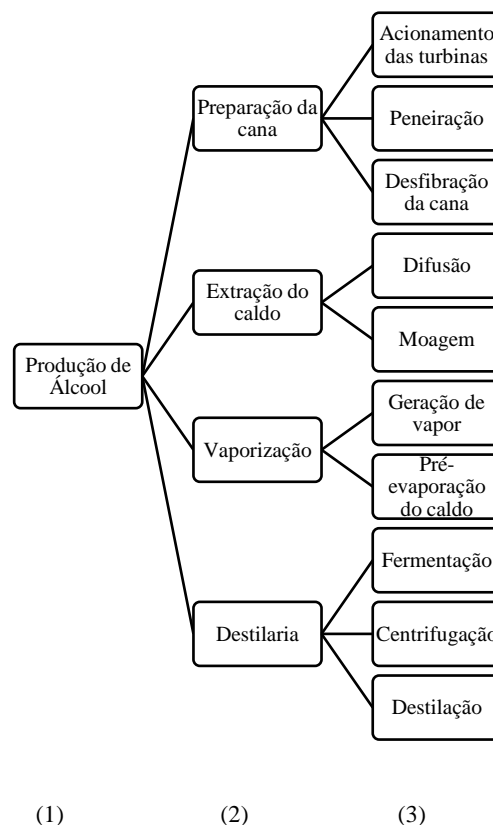 Acionamento
das turbinas
Preparação da
cana
Peneiração
Desfibração
da cana
Extração do
caldo
Difusão
Moagem
Produção de
Álcool
Vaporização
Geração de
vapor
Pré-
evaporação
do caldo
Destilaria
Fermentação
Centrifugação
Destilação
(1) (2) (3)